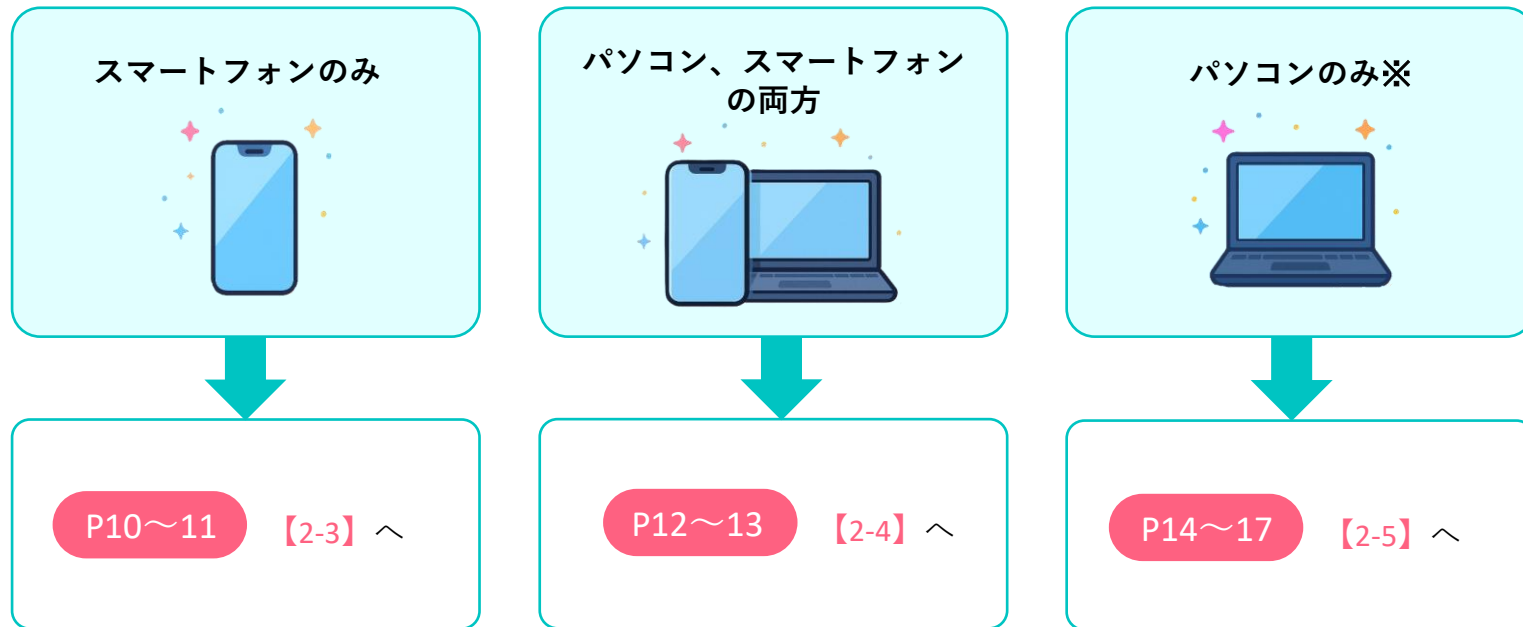 スマートフォンのみ
パソコン、スマートフォン
の両方
パソコンのみ※
P10～11 【2-3】へ
P12～13 【2-4】へ
P14～17 【2-5】へ